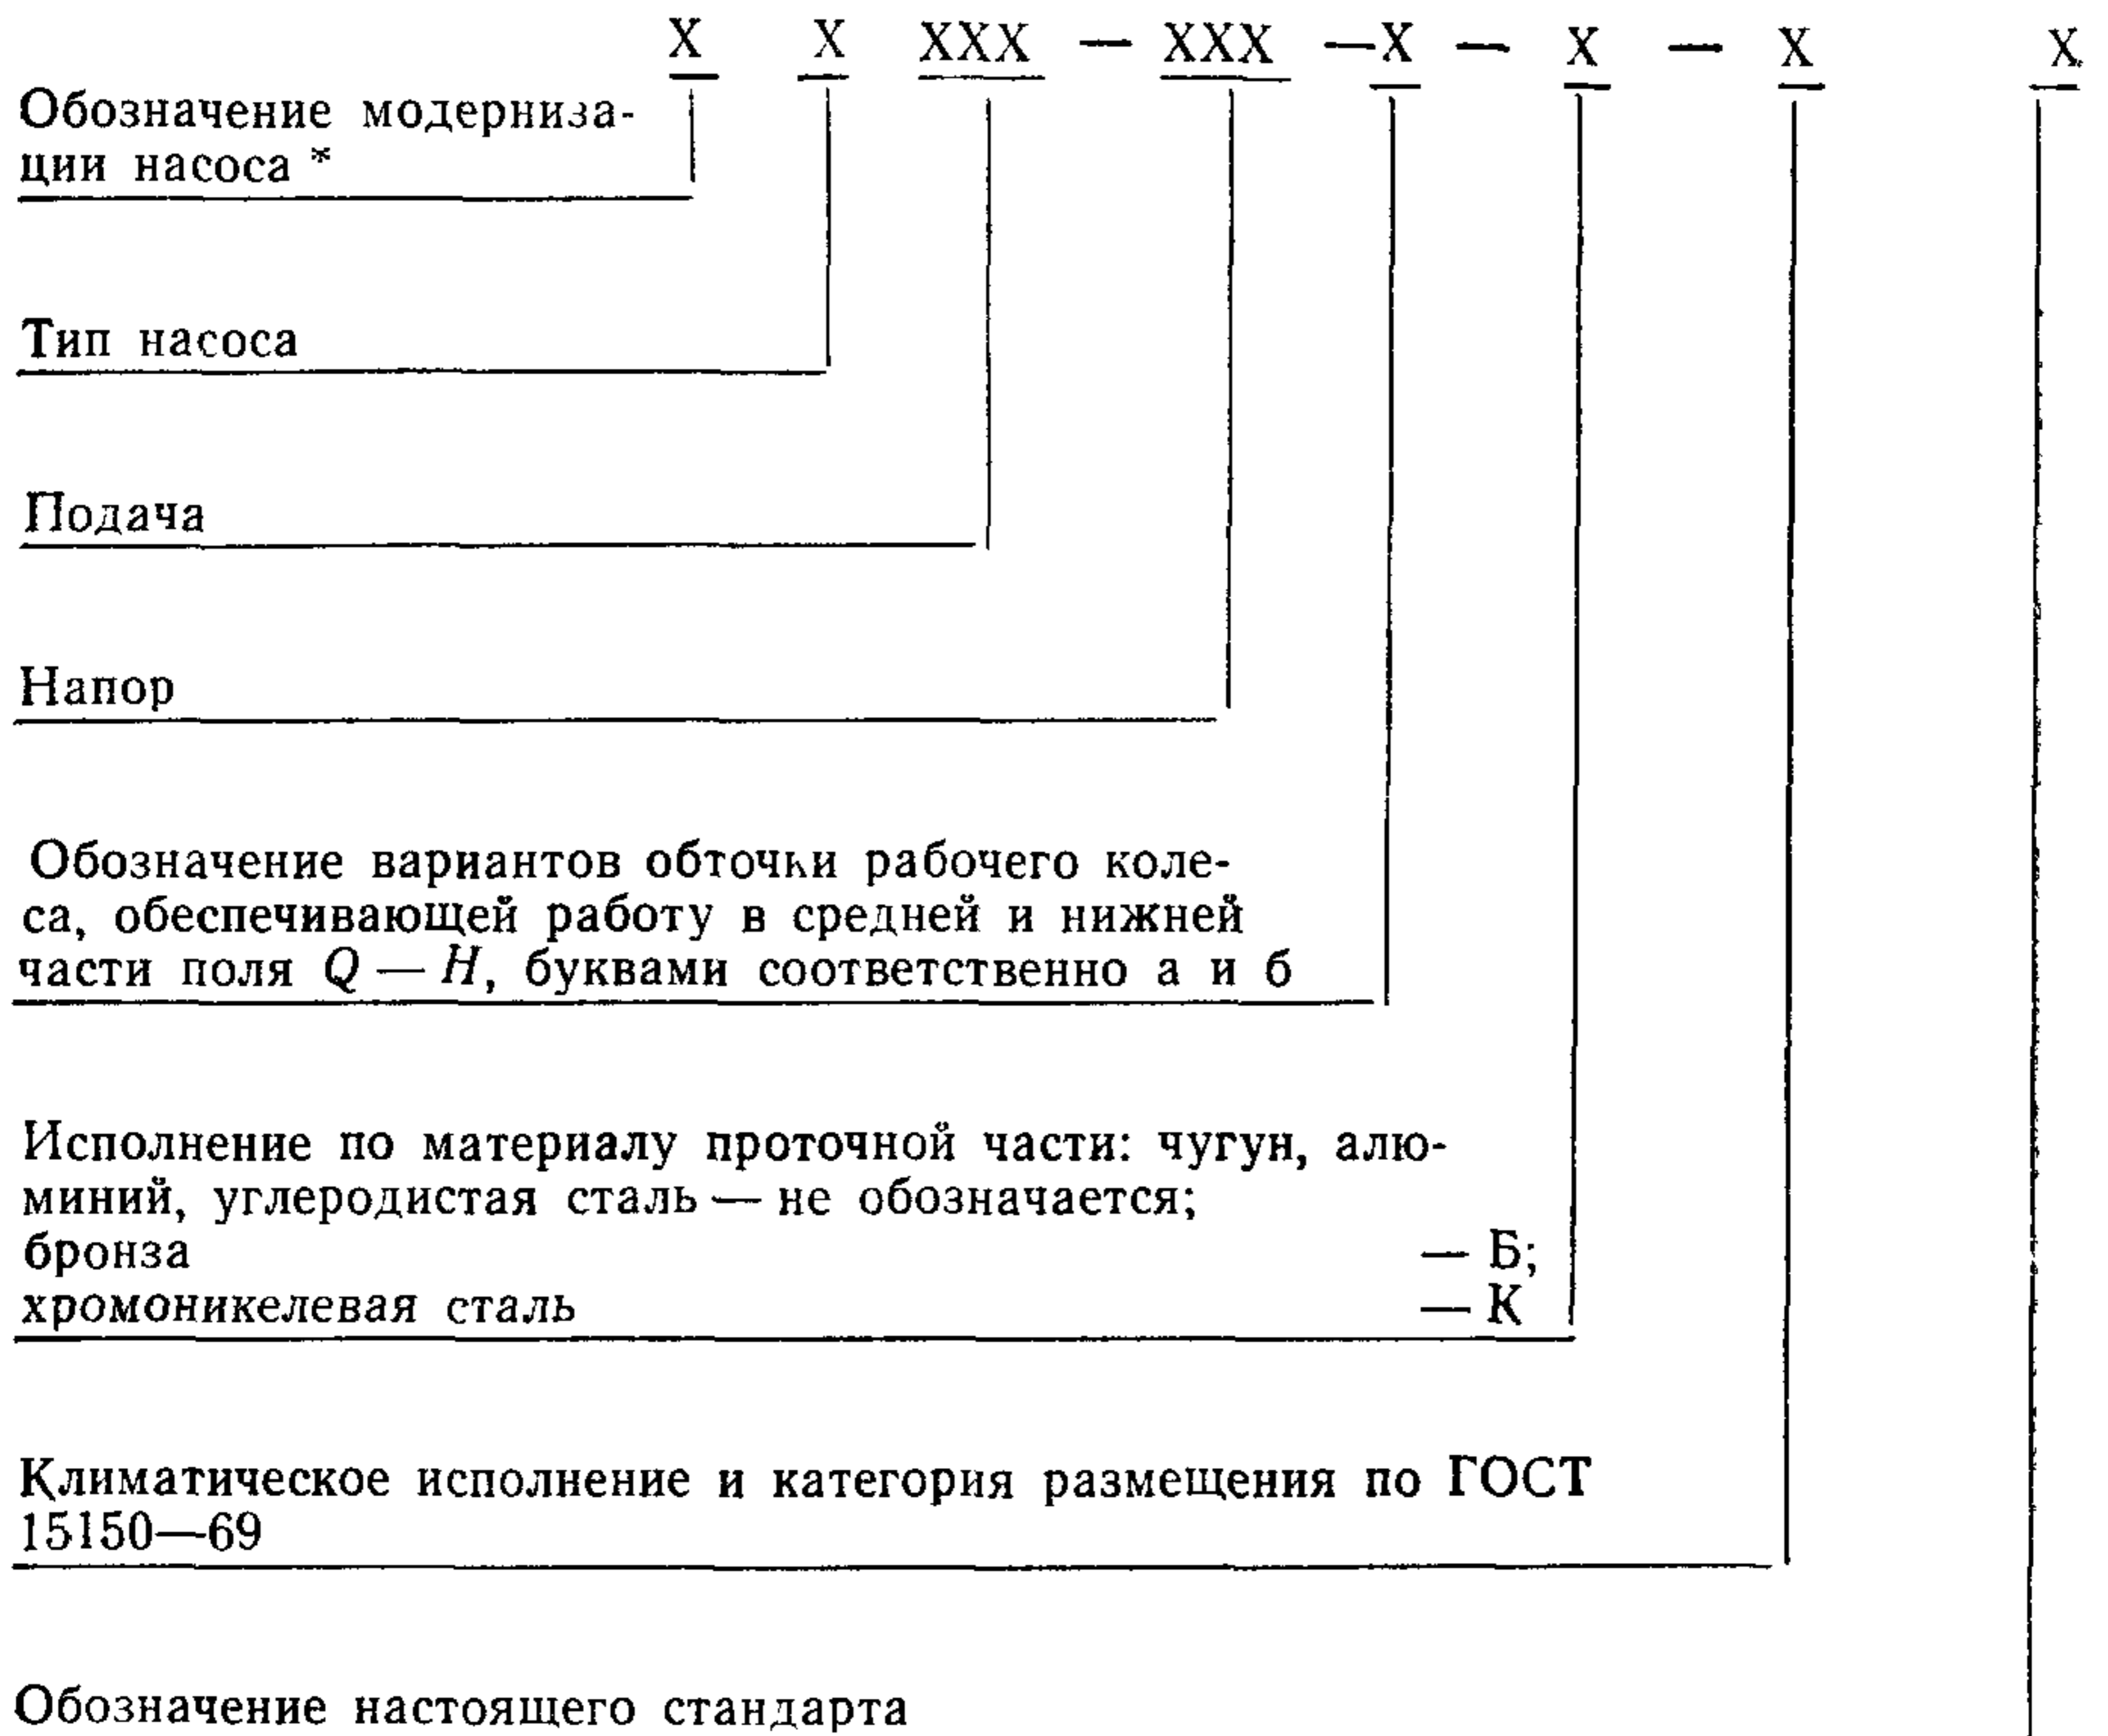 X X XXX — XXX — X — X — X X
Обозначение модерниза-
ции насоса *
Тип насоса
Подача
Напор
Обозначение вариантов обточки рабочего коле-
са, обеспечивающей работу в средней и нижней
части поля Q — H, буквами соответственно а и б
Исполнение по материалу проточной части: чугун, алю-
миний, углеродистая сталь — не обозначается;
бронза — Б;
хромоникелевая сталь — К
Климатическое исполнение и категория размещения по ГОСТ
15150—69
Обозначение настоящего стандарта